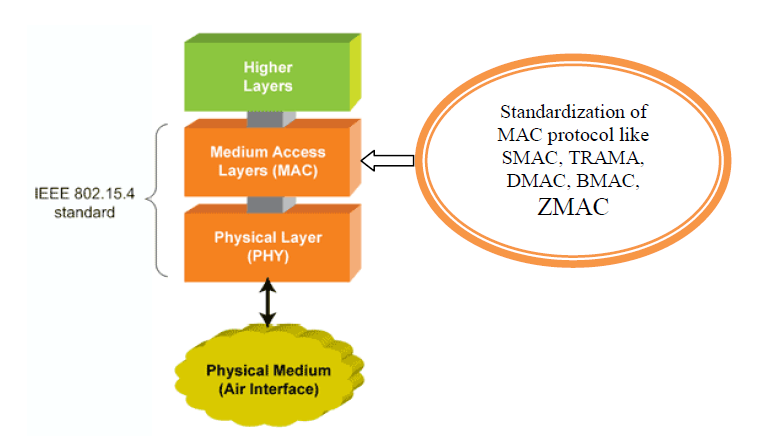 Higher
Layers
Medium Access
Layers (MAC)
IEEE 802.15.4
standard
Physical Layer
(PHY)
Physical Medium
(Air Interface)
Standardization of
MAC protocol like
SMAC, TRAMA,
DMAC, BMAC,
ZMAC